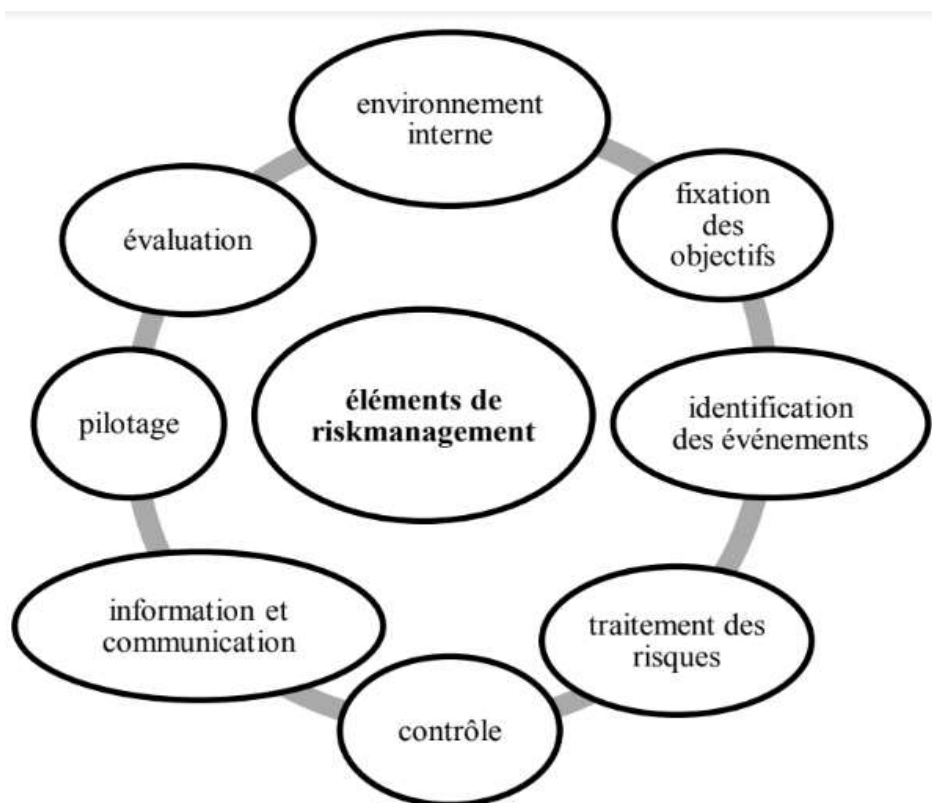 environnement
interne
fixation
des
objectifs
identification
des événements
traitement des
risques
contrôle
information et
communication
pilotage
évaluation
éléments de
riskmanagement